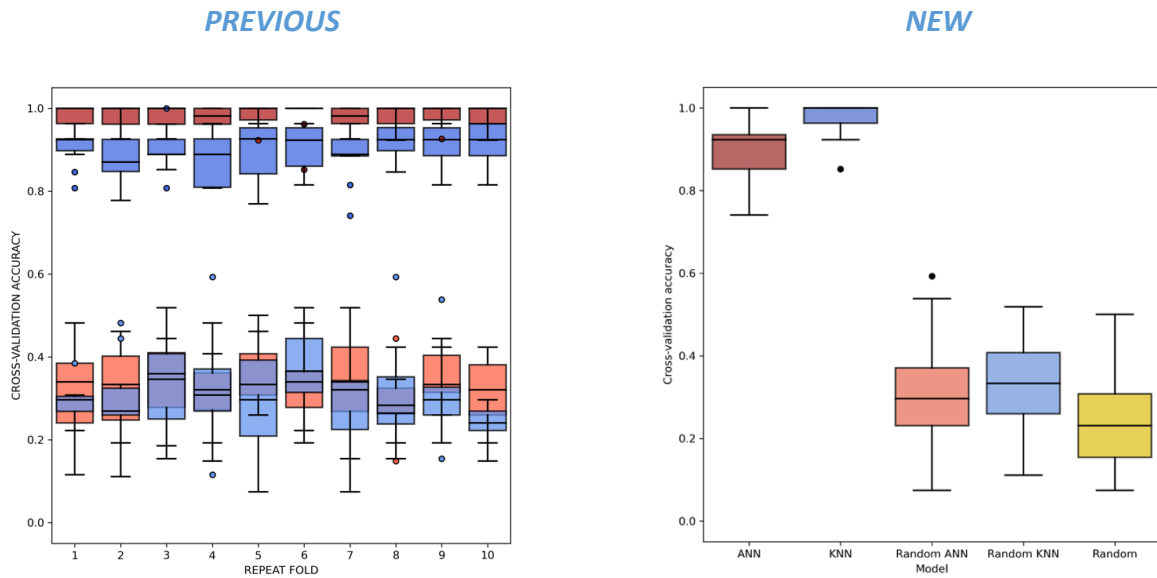 PREVIOUS
NEW
CROSS-VALIDATION ACCURACY
1.0
0.8
0.6
0.4
0.2
0.0
1 2 3 4 5 6 7 8 9 10
REPEAT FOLD
Cross-validation accuracy
1.0
0.8
0.6
0.4
0.2
0.0
ANN KNN Random ANN Random KNN Random
Model